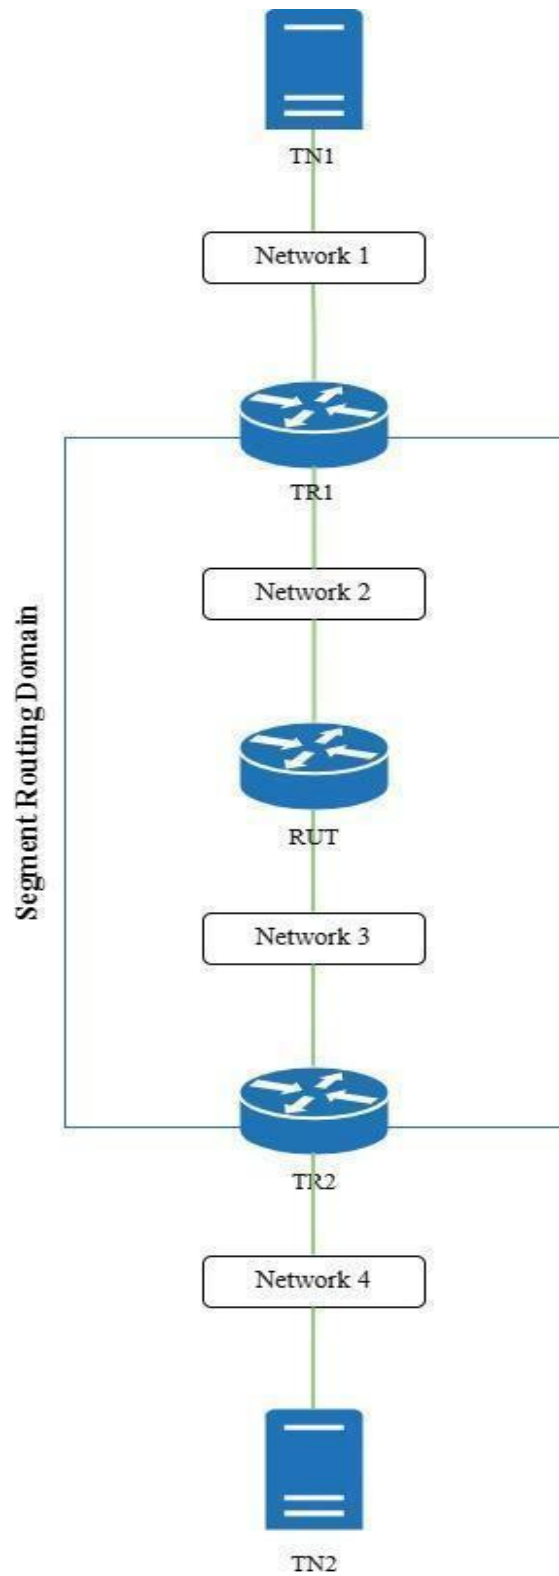 TN1
Network 1
TR1
Network 2
Segment Routing Domain
RUT
Network 3
TR2
Network 4
TN2